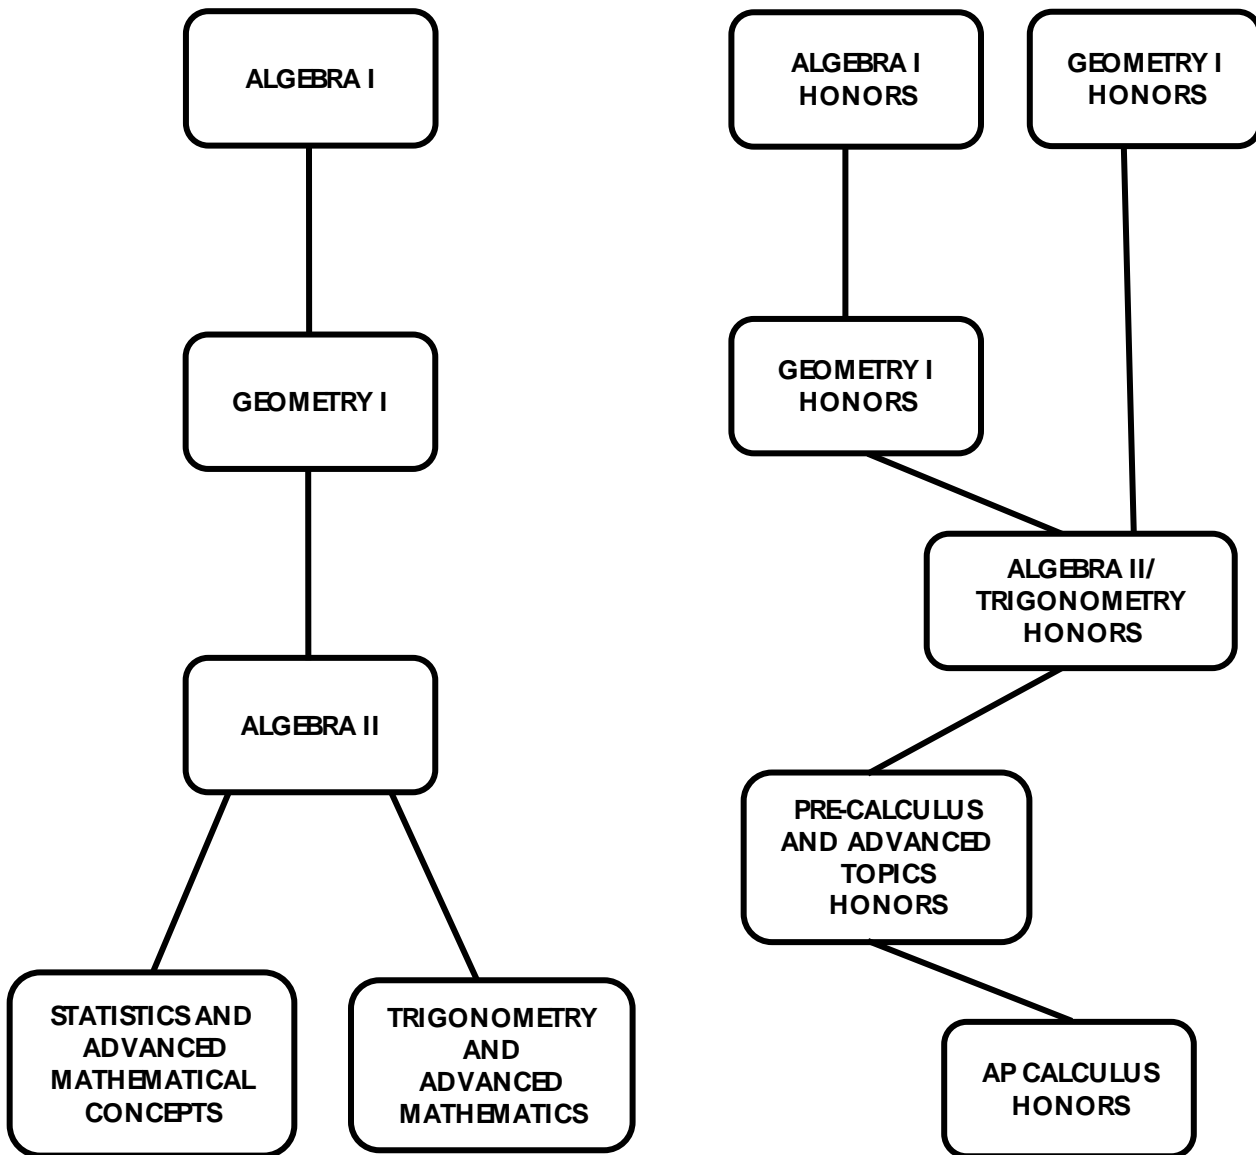 ALGEBRA I
ALGEBRA I
HONORS
GEOMETRY I
HONORS
GEOMETRY I
GEOMETRY I
HONORS
ALGEBRA II/
TRIGONOMETRY
HONORS
ALGEBRA II
PRE-CALCULUS
AND ADVANCED
TOPICS
HONORS
STATISTICS AND
ADVANCED
MATHEMATICAL
CONCEPTS
TRIGONOMETRY
AND
ADVANCED
MATHEMATICS
AP CALCULUS
HONORS